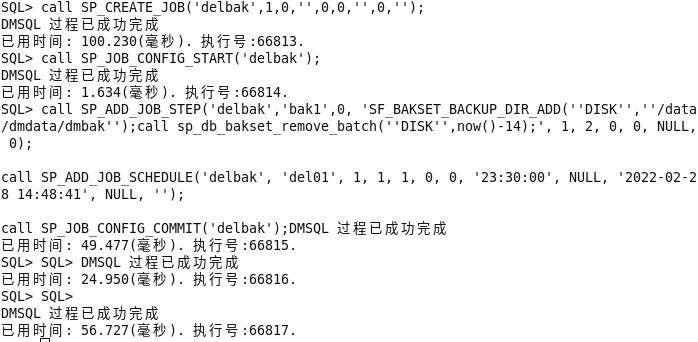 SQL> call SP_CREATE_JOB('delbak',1,0,'',0,0,'',0,'');
DMSQL 过程已成功完成
已用时间: 100.230(毫秒). 执行号:66813.
SQL> call SP_JOB_CONFIG_START('delbak');
DMSQL 过程已成功完成
已用时间: 1.634(毫秒). 执行号:66814.
SQL> call SP_ADD_JOB_STEP('delbak','bak1',0, 'SF_BAKSET_BACKUP_DIR_ADD(''DISK'',''/data
/dmdata/dmbak'');call sp_db_bakset_remove_batch(''DISK'',now()-14);', 1, 2, 0, 0, NULL,
 0);
call SP_ADD_JOB_SCHEDULE('delbak', 'del01', 1, 1, 1, 0, 0, '23:30:00', NULL, '2022-02-2
8 14:48:41', NULL, '');
call SP_JOB_CONFIG_COMMIT('delbak');DMSQL 过程已成功完成
已用时间: 49.477(毫秒). 执行号:66815.
SQL> SQL> DMSQL 过程已成功完成
已用时间: 24.950(毫秒). 执行号:66816.
SQL> SQL>
DMSQL 过程已成功完成
已用时间: 56.727(毫秒). 执行号:66817.